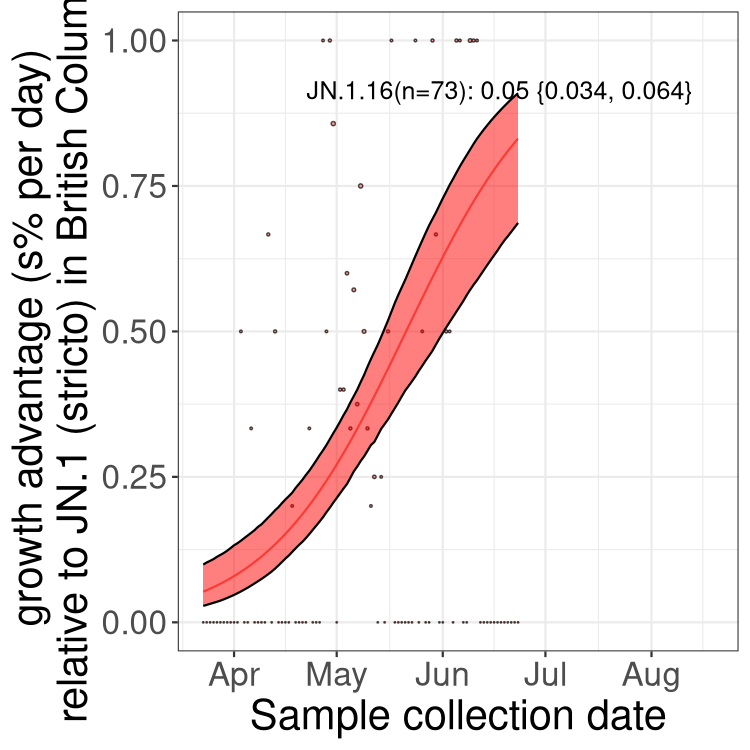 growth advantage (s% per day)
relative to JN.1 (stricto) in British Colum
1.00
0.75
0.50
0.25
0.00
JN.1.16(n=73): 0.05 {0.034, 0.064}
Apr May Jun Jul Aug
Sample collection date